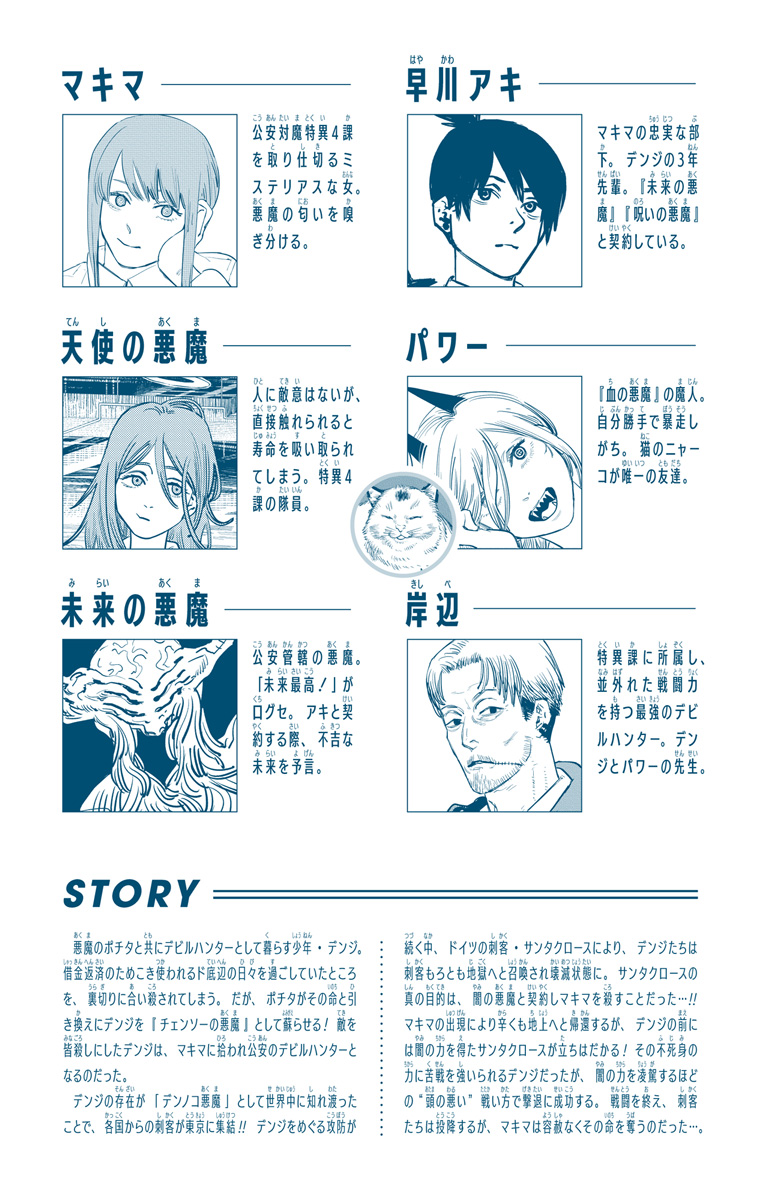 マキマ
公安対魔特異4課
を取り仕切るミ
ステリアスな女。
悪魔の匂いを嗅
ぎ分ける。
早川アキ
マキマの忠実な部
下。デンジの3年
先輩。『未来の悪
魔』『呪いの悪魔』
と契約している。
天使の悪魔
人に敵意はないが、
直接触れられると
寿命を吸い取られ
てしまう。特異4
課の隊員。
パワー
『血の悪魔』の魔人。
自分勝手で暴走し
がち。猫のニャー
コが唯一の友達。
未来の悪魔
公安管轄の悪魔。
「未来最高!」が
口グセ。アキと契
約する際、不吉な
未来を予言。
岸辺
特異課に所属し、
並外れた戦闘力
を持つ最強のデビ
ルハンター。デン
ジとパワーの先生。
STORY
悪魔のポチタと共にデビルハンターとして暮らす少年・デンジ。
借金返済のためこき使われるド底辺の日々を過ごしていたところ
を、裏切りに合い殺されてしまう。だが、ポチタがその命と引
き換えにデンジを『チェンソーの悪魔』として蘇らせる!敵を
皆殺しにしたデンジは、マキマに拾われ公安のデビルハンターと
なるのだった。
デンジの存在が「デンノコ悪魔」として世界中に知れ渡った
ことで、各国からの刺客が東京に集結!!デンジをめぐる攻防が
続く中、ドイツの刺客・サンタクロースにより、デンジたちは
刺客もろとも地獄へと召喚され壊滅状態に。サンタクロースの
真の目的は、闇の悪魔と契約しマキマを殺すことだった…!!
マキマの出現により辛くも地上へと帰還するが、デンジの前に
は闇の力を得たサンタクロースが立ちはだかる!その不死身の
力に苦戦を強いられるデンジだったが、闇の力を凌駕するほど
の“頭の悪い”戦い方で撃退に成功する。戦闘を終え、刺客
たちは投降するが、マキマは容赦なくその命を奪うのだった…。